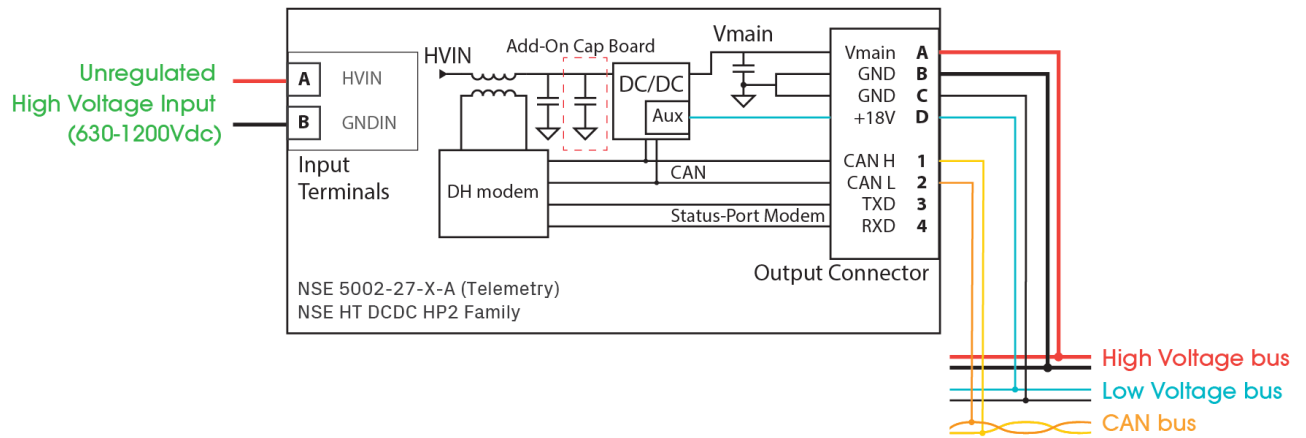 Unregulated
High Voltage Input
(630-1200Vdc)
A HVIN
B GNDIN
Input
Terminals
HVIN
Add-On Cap Board
Vmain
DC/DC
Aux
DH modem
CAN
Status-Port Modem
Vmain A
GND B
GND C
+18V D
CAN H 1
CAN L 2
TXD 3
RXD 4
Output Connector
NSE 5002-27-X-A (Telemetry)
NSE HT DCDC HP2 Family
High Voltage bus
Low Voltage bus
CAN bus